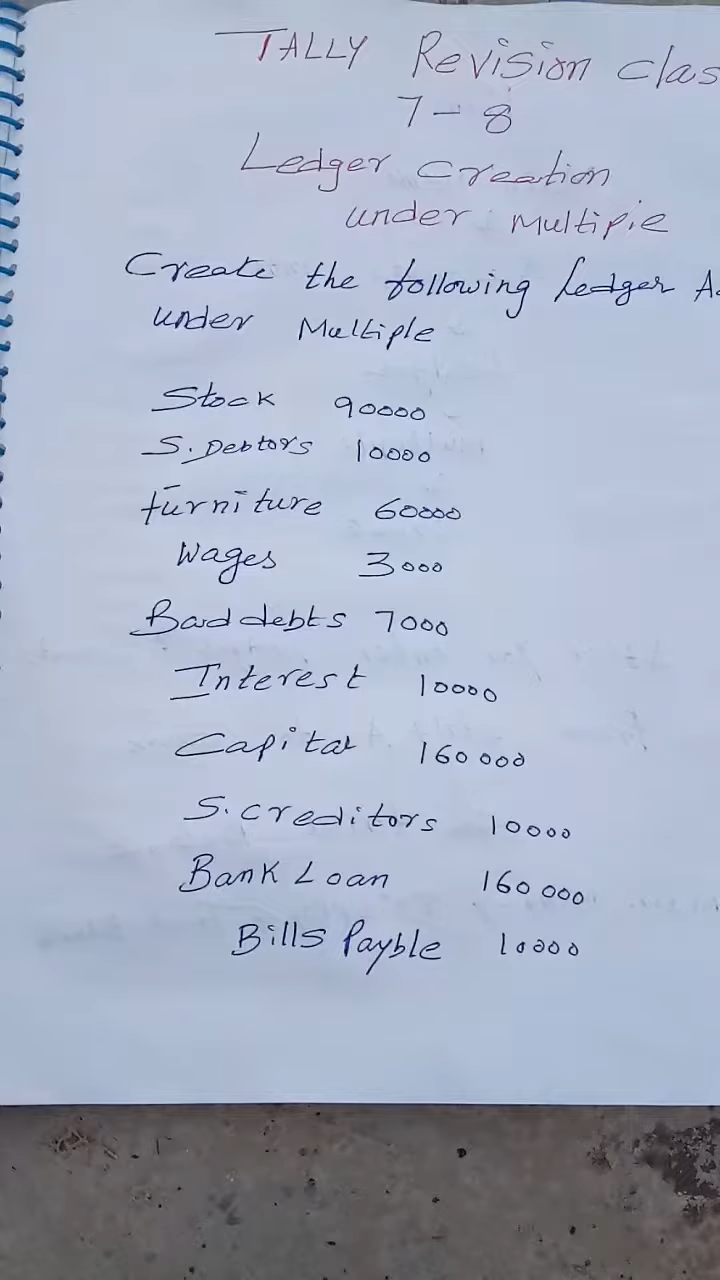 TALLY Revision clas
7-8
Ledger Creation
under Multiple
Create the following Ledger A
under Multiple
Stock 90000
S. Debtors 10000
furniture 60000
Wages 3000
Baddebts 7000
Interest 10000
Capital 160000
S. creditors 10000
Bank Loan 160000
Bills Payble 10000